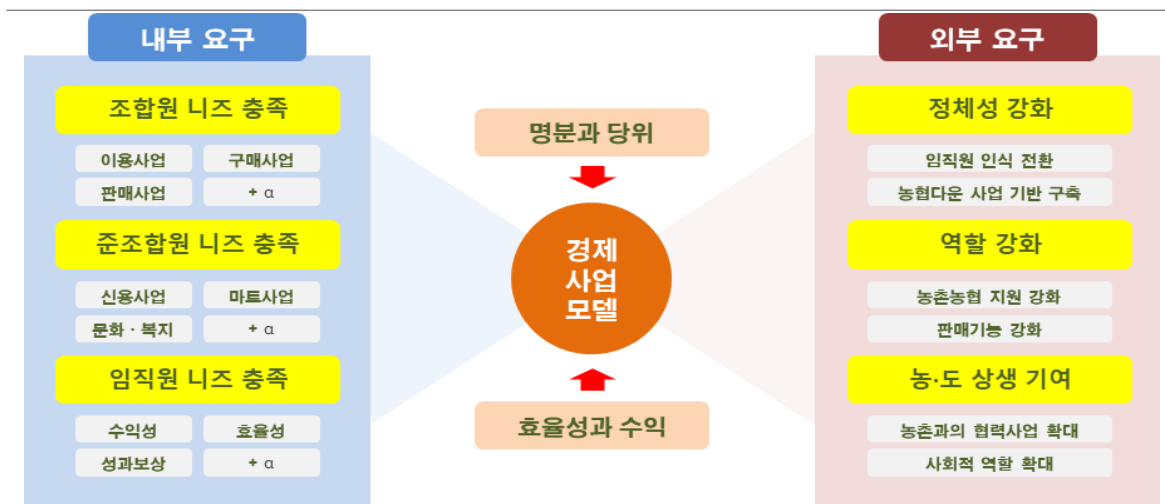 내부 요구
조합원 니즈 충족
이용사업 구매사업
판매사업 + α
준조합원 니즈 충족
신용사업 마트사업
문화 · 복지 + α
임직원 니즈 충족
수익성 효율성
성과보상 + α
명분과 당위
경제
사업
모델
효율성과 수익
외부 요구
정체성 강화
임직원 인식 전환
농협다운 사업 기반 구축
역할 강화
농촌농협 지원 강화
판매기능 강화
농·도 상생 기여
농촌과의 협력사업 확대
사회적 역할 확대